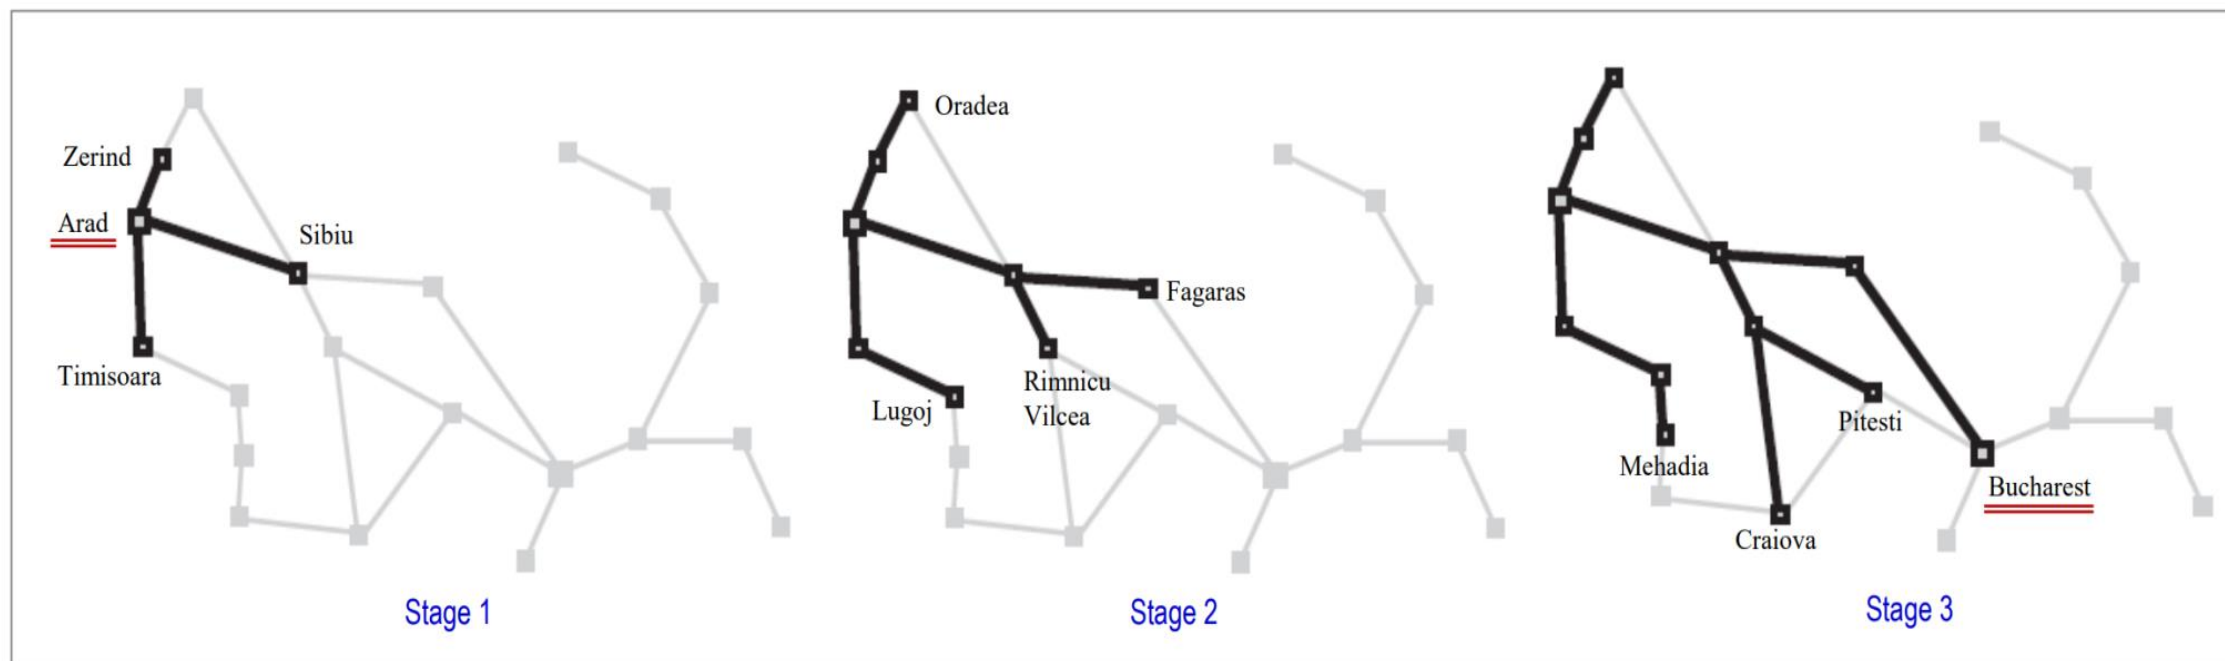 Zerind
Arad
Sibiu
Timisoara
Stage 1
Oradea
Fagaras
Rimnicu
Vilcea
Lugoj
Stage 2
Pitesti
Mehadia
Bucharest
Craiova
Stage 3